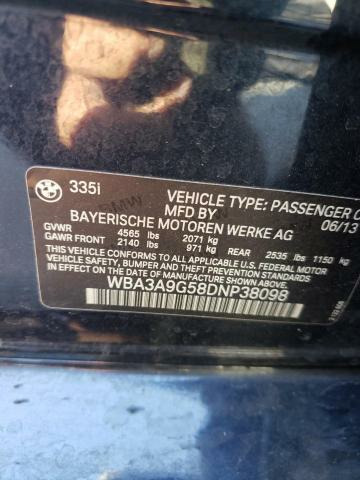 335i
VEHICLE TYPE: PASSENGER C
MFD BY 06/13
BAYERISCHE MOTOREN WERKE AG
GVWR 4565 lbs 2071 kg
GAWR FRONT 2140 lbs 971 kg REAR 2535 lbs 1150 kg
THIS VEHICLE CONFORMS TO ALL APPLICABLE U.S. FEDERAL MOTOR
VEHICLE SAFETY, BUMPER, AND THEFT PREVENTION STANDARDS IN
EFFECT ON THE DATE OF MANUFACTURE SHOWN ABOVE.
WBA3A9G58DNP38098